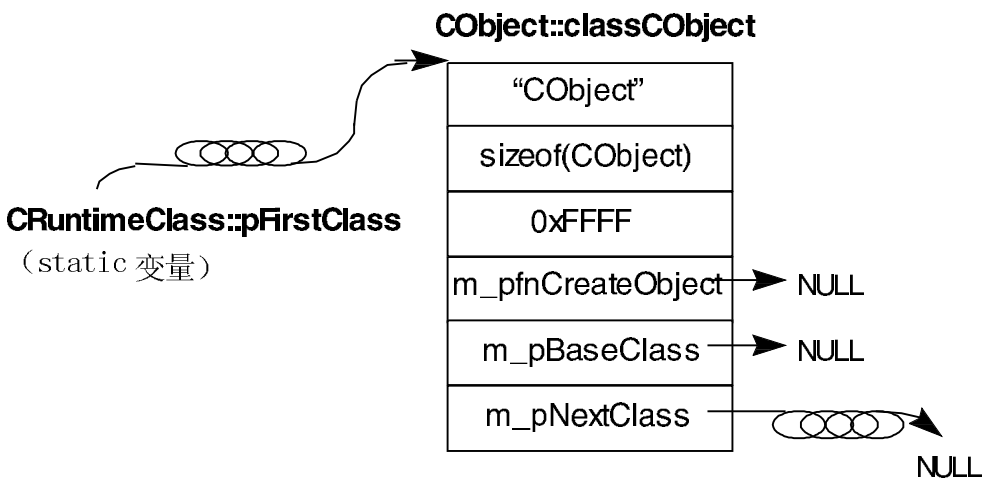 CObject::classCObject
“CObject”
sizeof(CObject)
CRuntimeClass::pFirstClass
0xFFFF
（static 变量）
m_pfnCreateObject
NULL
m_pBaseClass
NULL
m_pNextClass
NULL